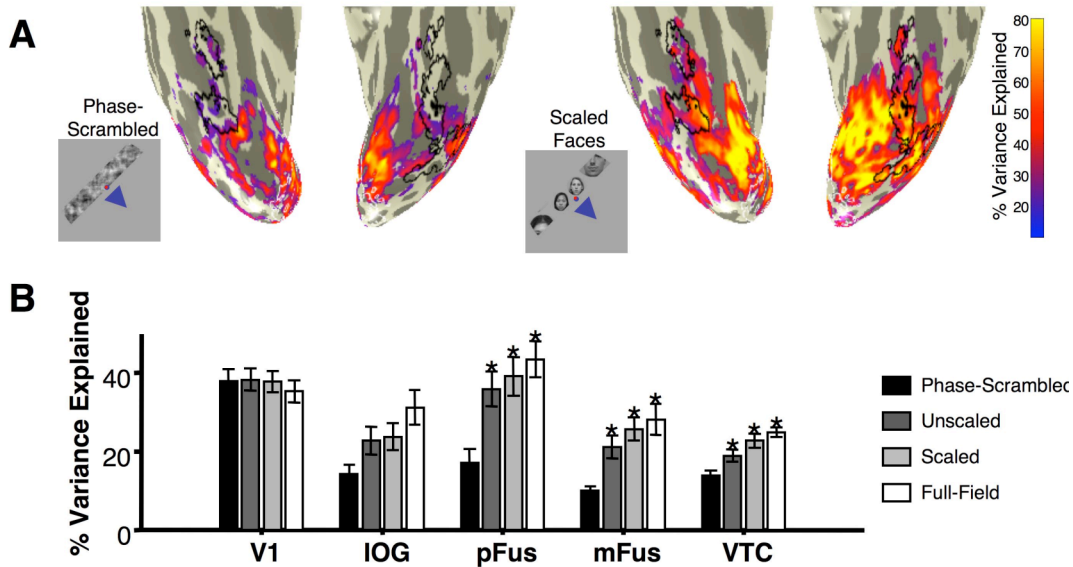 A
Phase-
Scrambled
Scaled
Faces
80
70
60
50
40
30
20
% Variance Explained
B
% Variance Explained
40
20
0
V1
IOG
pFus
mFus
VTC
Phase-Scrambled
Unscaled
Scaled
Full-Field